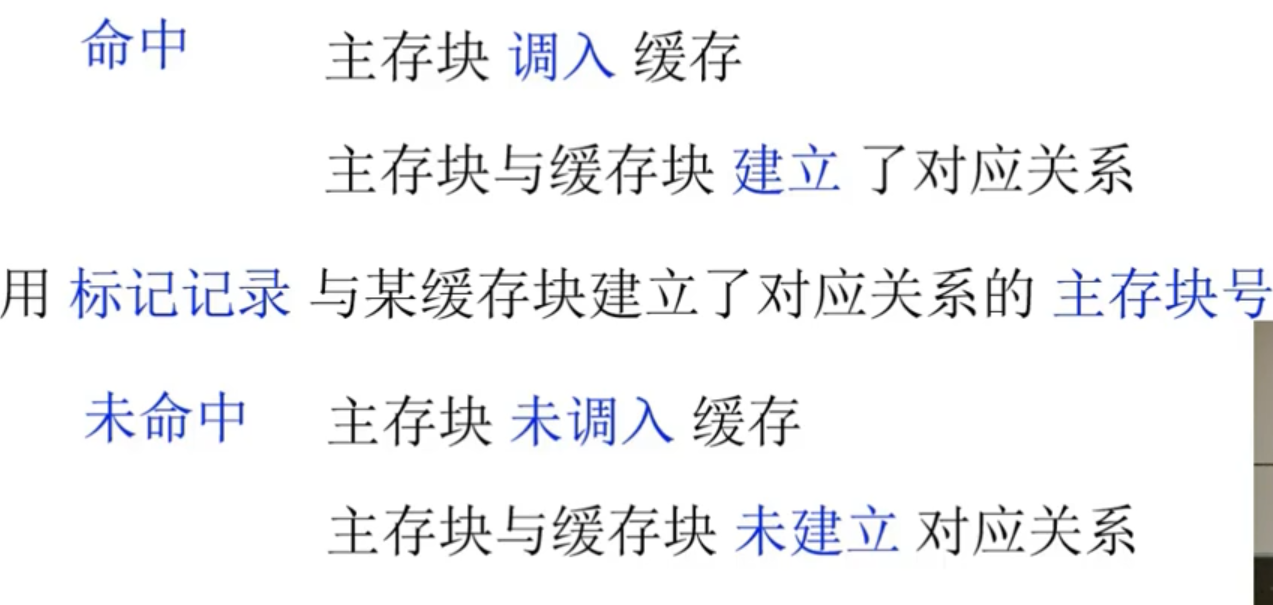 命中 主存块 调入 缓存
主存块与缓存块 建立 了对应关系
用 标记记录 与某缓存块建立了对应关系的 主存块号
未命中 主存块 未调入 缓存
主存块与缓存块 未建立 对应关系